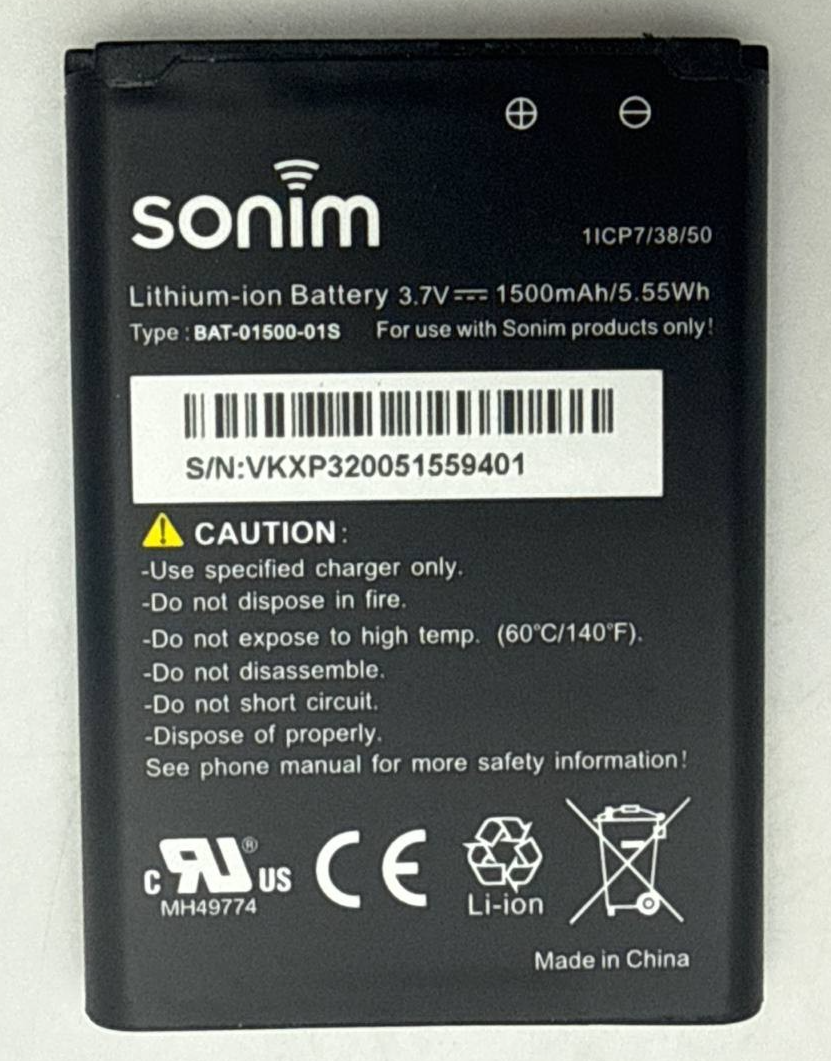 sonim
1ICP7/38/50
Lithium-ion Battery 3.7V⎓ 1500mAh/5.55Wh
Type : BAT-01500-01S For use with Sonim products only!
S/N:VKXP320051559401
CAUTION:
-Use specified charger only.
-Do not dispose in fire.
-Do not expose to high temp. (60°C/140°F).
-Do not disassemble.
-Do not short circuit.
-Dispose of properly.
See phone manual for more safety information!
c RU® US CE
MH49774
Li-ion
Made in China